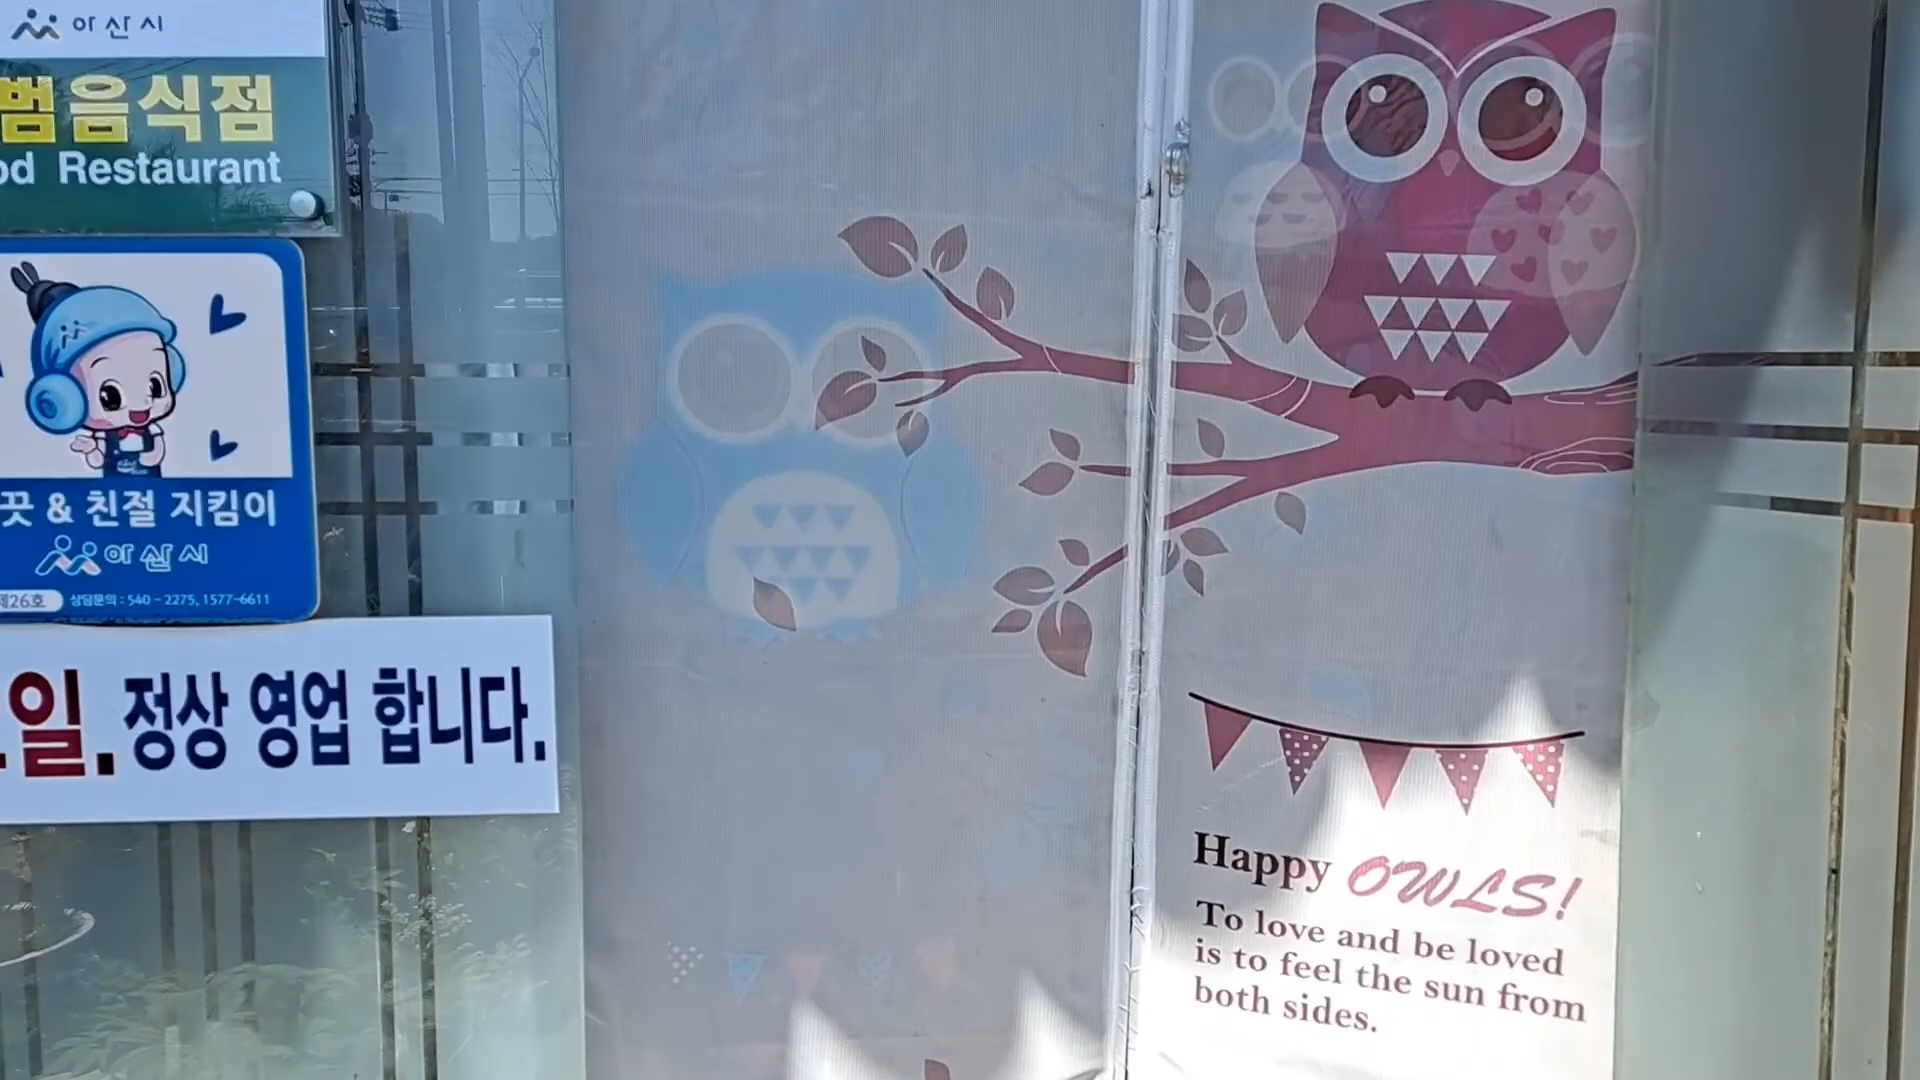 아산시
범음식점
od Restaurant
끗 & 친절 지킴이
아산시
제26호 상담문의 : 540 - 2275, 1577-6611
일. 정상 영업 합니다.
Happy OWLS!
To love and be loved
is to feel the sun from
both sides.